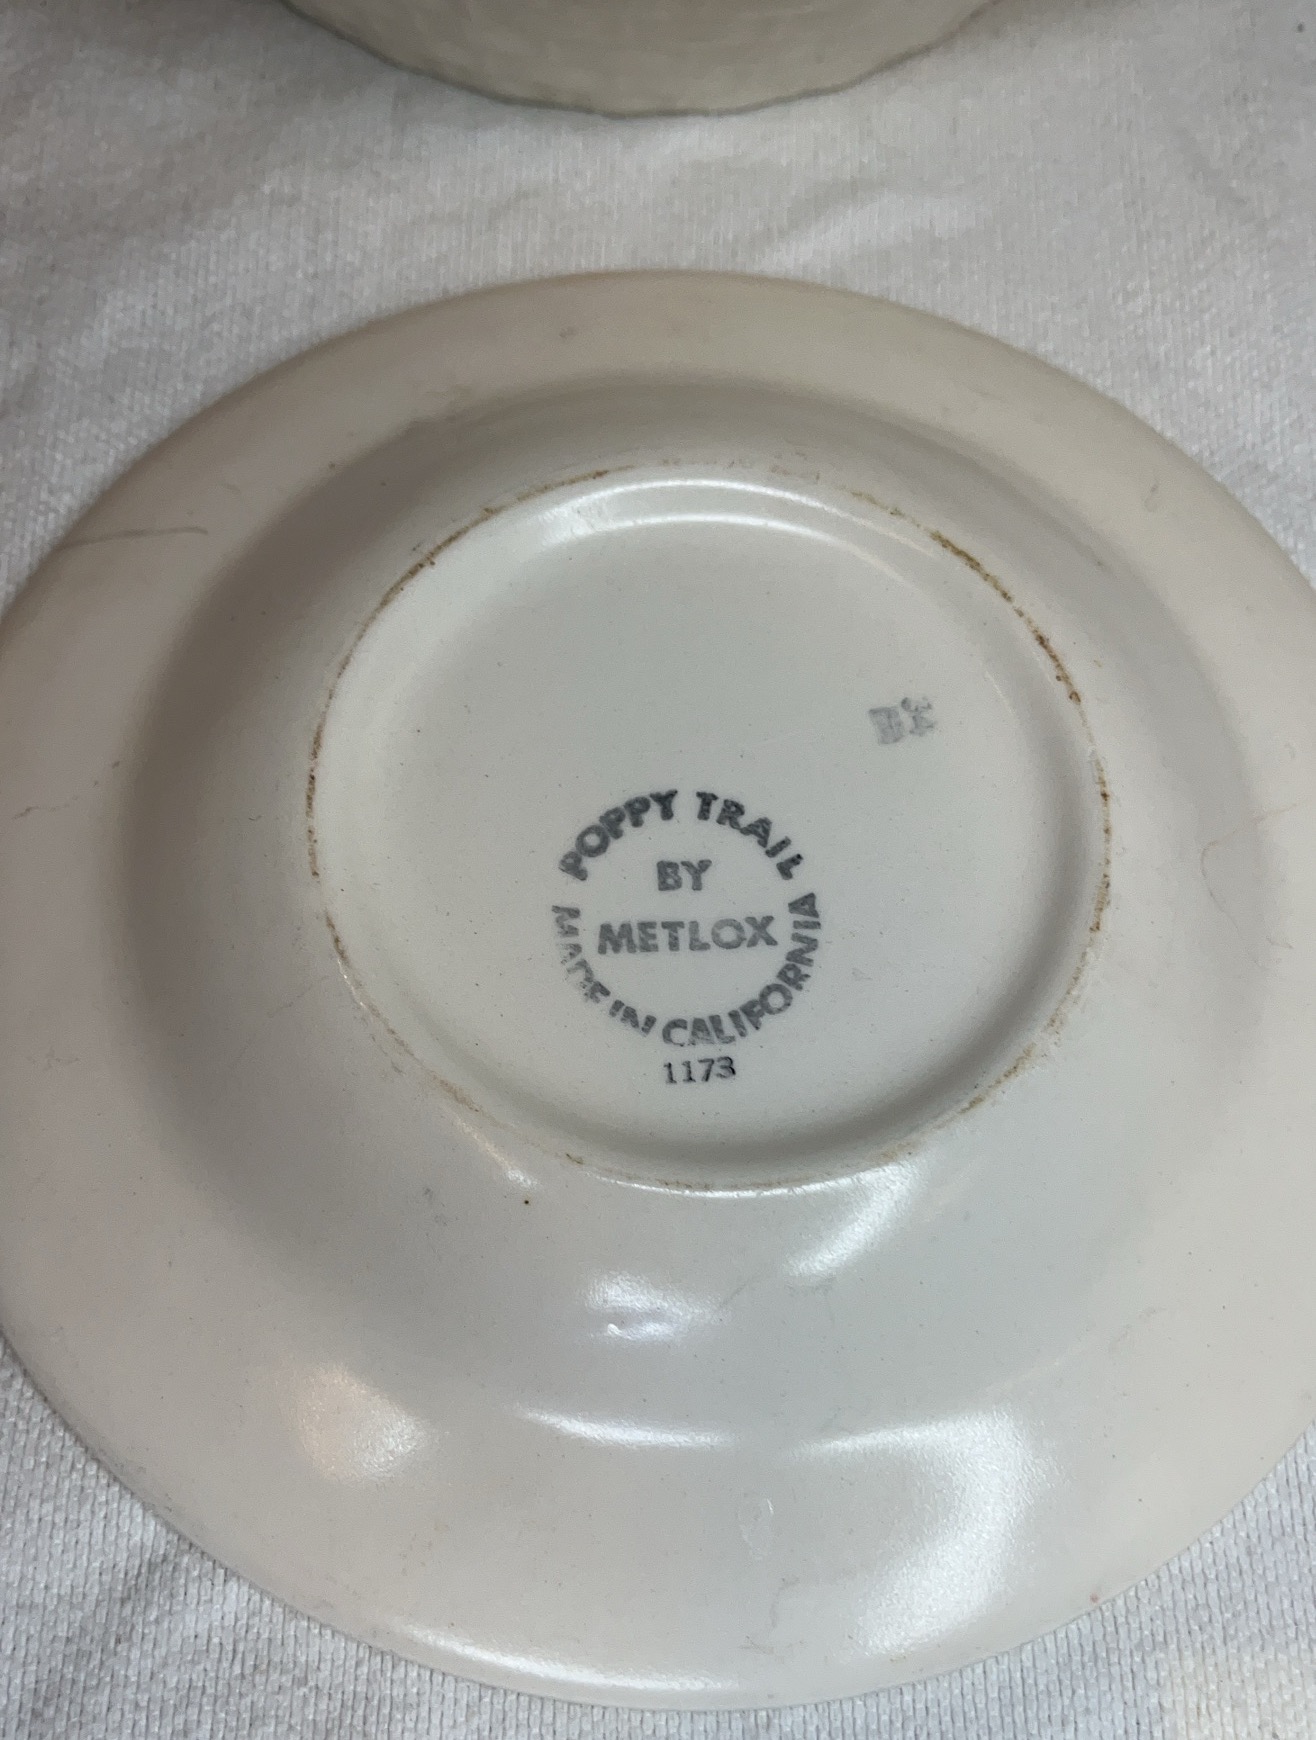 POPPY TRAIL
BY
METLOX
MADE IN CALIFORNIA
1173